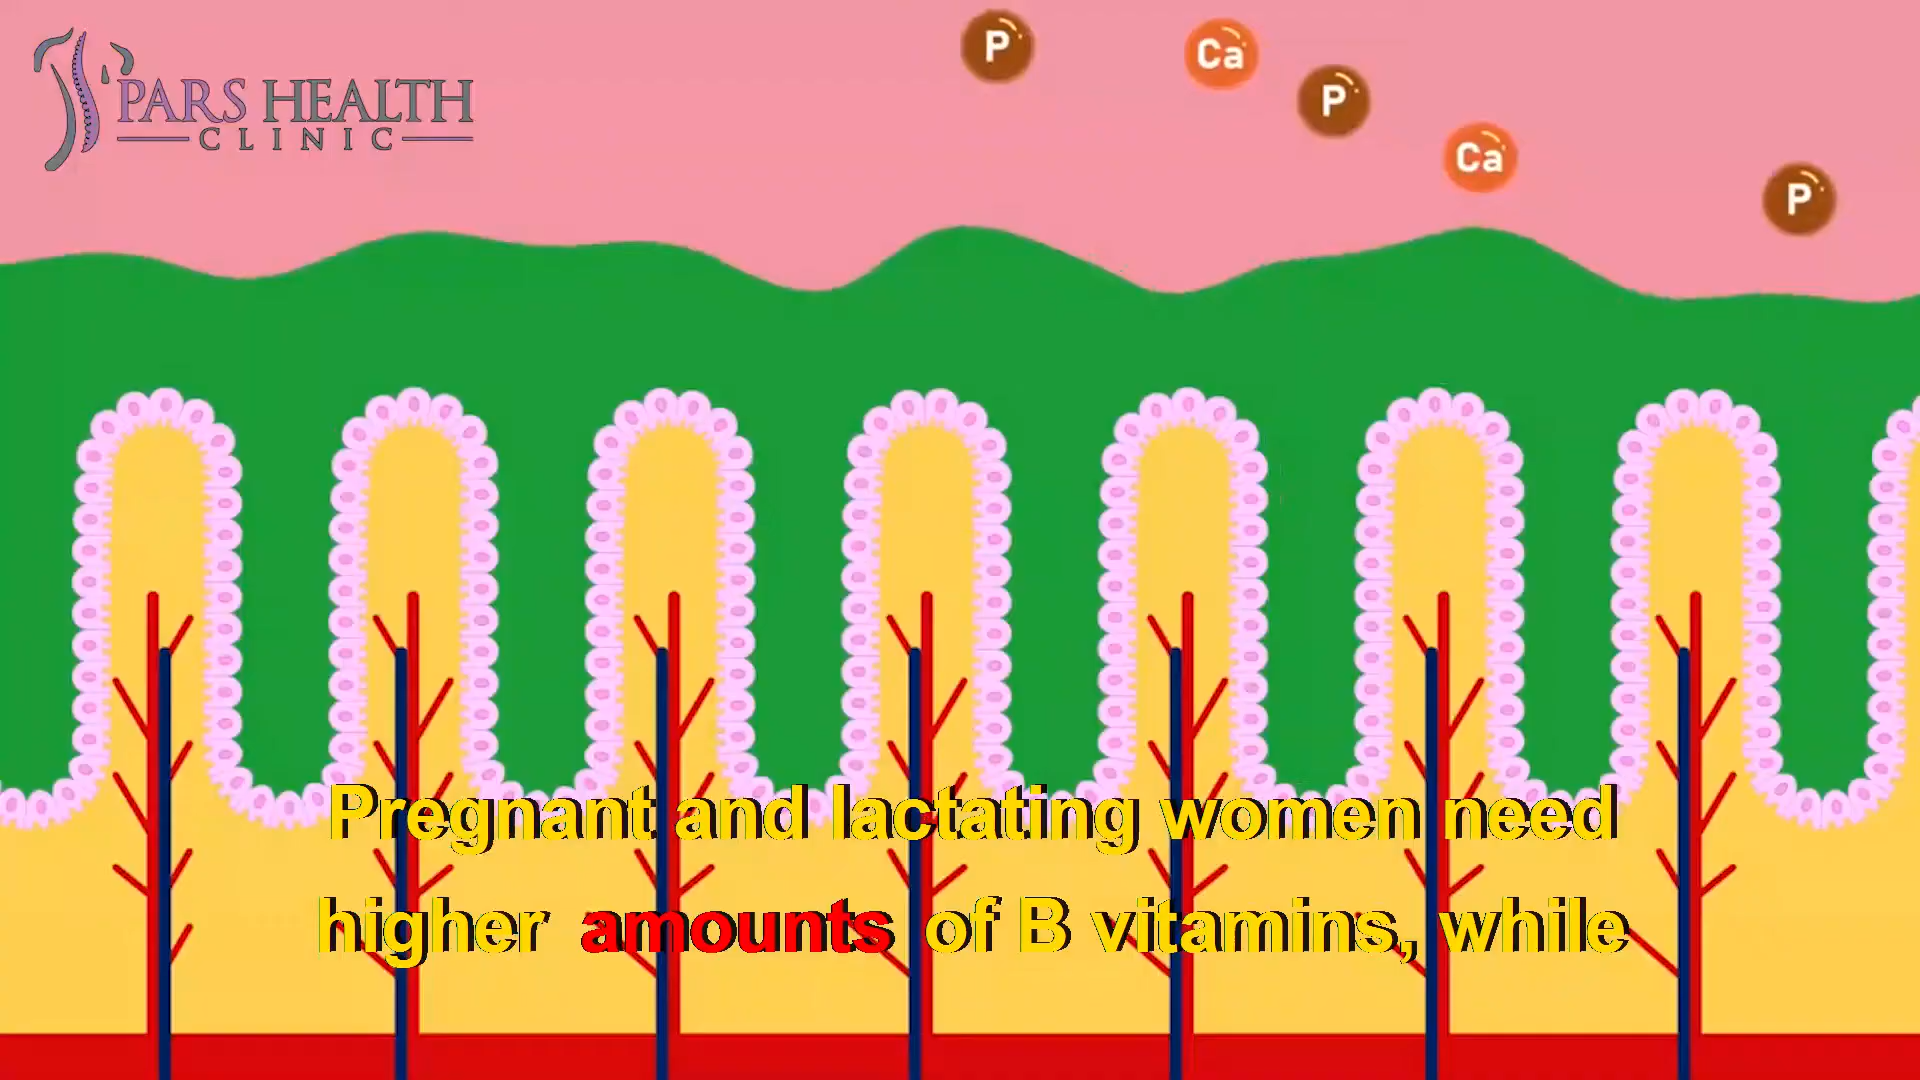 PARS HEALTH
CLINIC
P
Ca
P
Ca
P
Pregnant and lactating women need
higher amounts of B vitamins, while